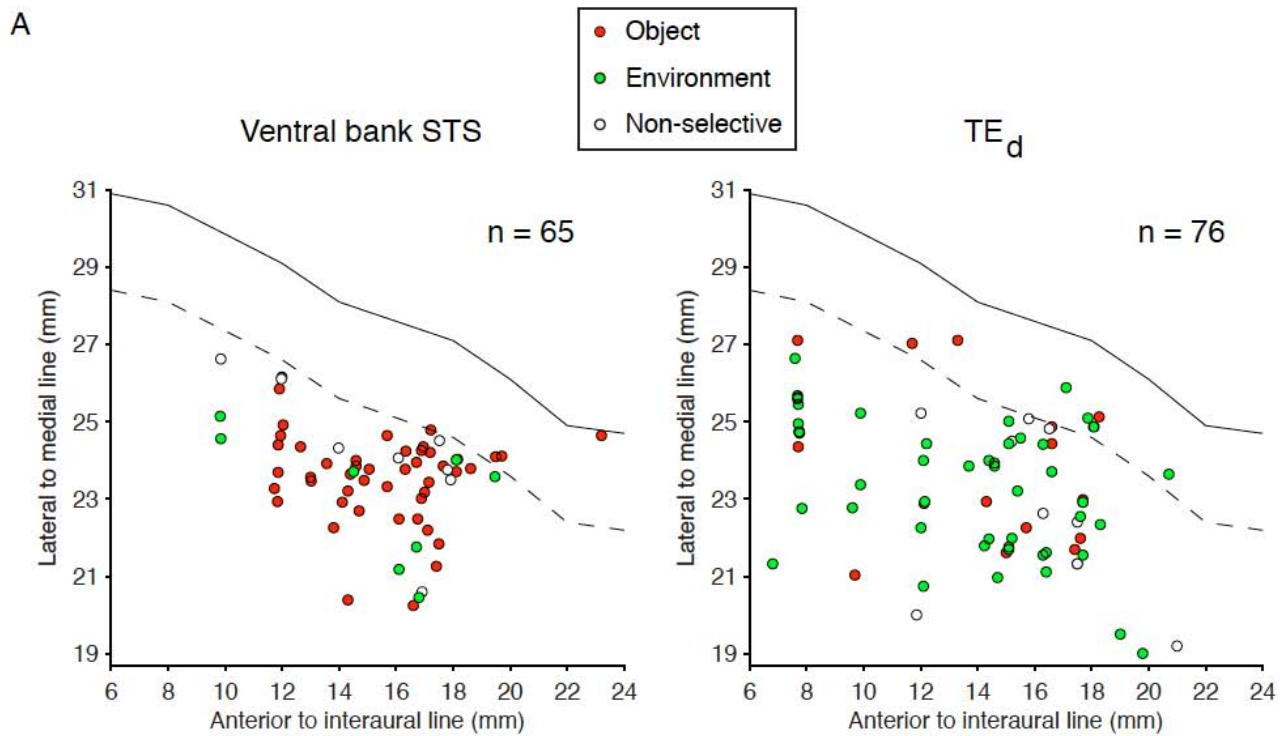 A
Object
Environment
Non-selective
Ventral bank STS
TEd
n = 65
n = 76
31
29
27
25
23
21
19
Lateral to medial line (mm)
6 8 10 12 14 16 18 20 22 24
Anterior to interaural line (mm)
31
29
27
25
23
21
19
Lateral to medial line (mm)
6 8 10 12 14 16 18 20 22 24
Anterior to interaural line (mm)